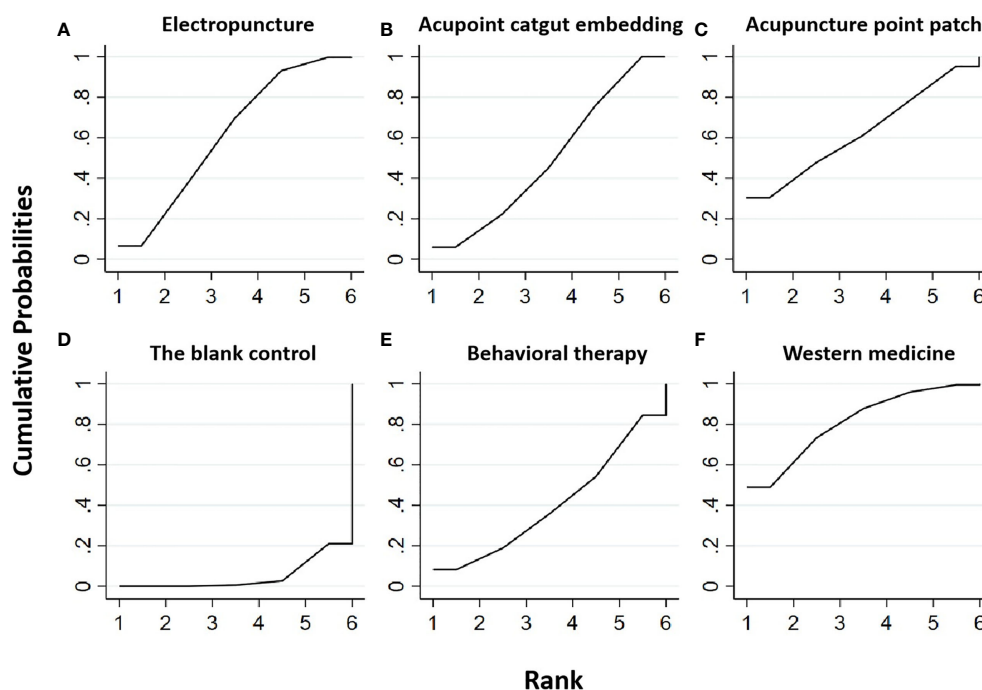 A
Electropuncture
B
Acupoint catgut embedding
C
Acupuncture point patch
0 .2 .4 .6 .8 1
1 2 3 4 5 6
0 .2 .4 .6 .8 1
1 2 3 4 5 6
0 .2 .4 .6 .8 1
1 2 3 4 5 6
Cumulative Probabilities
D
The blank control
E
Behavioral therapy
F
Western medicine
0 .2 .4 .6 .8 1
1 2 3 4 5 6
0 .2 .4 .6 .8 1
1 2 3 4 5 6
0 .2 .4 .6 .8 1
1 2 3 4 5 6
Rank